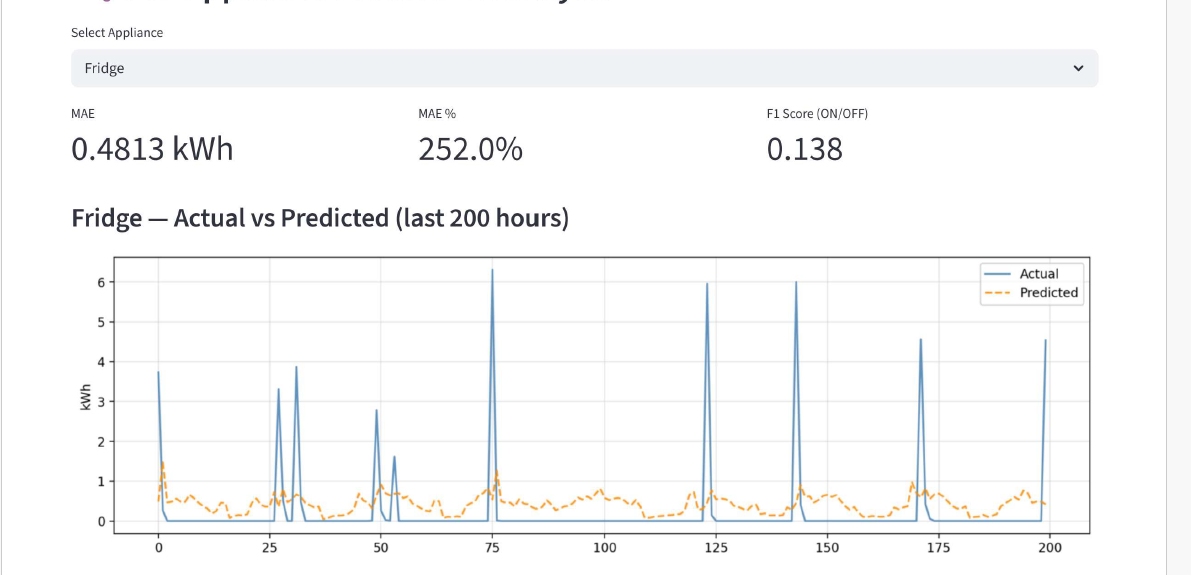 Select Appliance
Fridge
MAE MAE % F1 Score (ON/OFF)
0.4813 kWh 252.0% 0.138
Fridge — Actual vs Predicted (last 200 hours)
Actual
Predicted
6
5
4
3
2
1
0
kWh
0 25 50 75 100 125 150 175 200